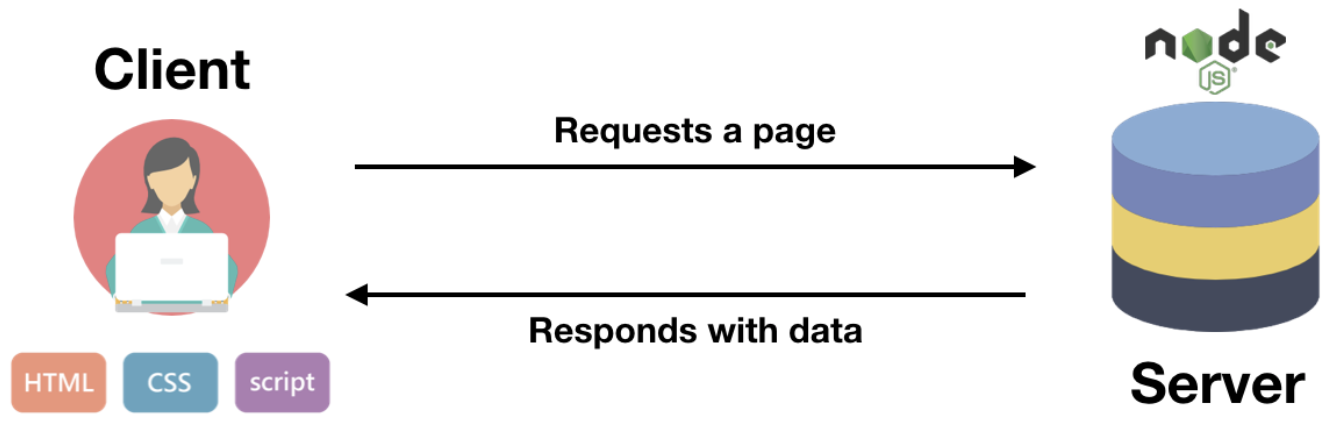 Client
node
JS
Requests a page
Responds with data
HTML
CSS
script
Server